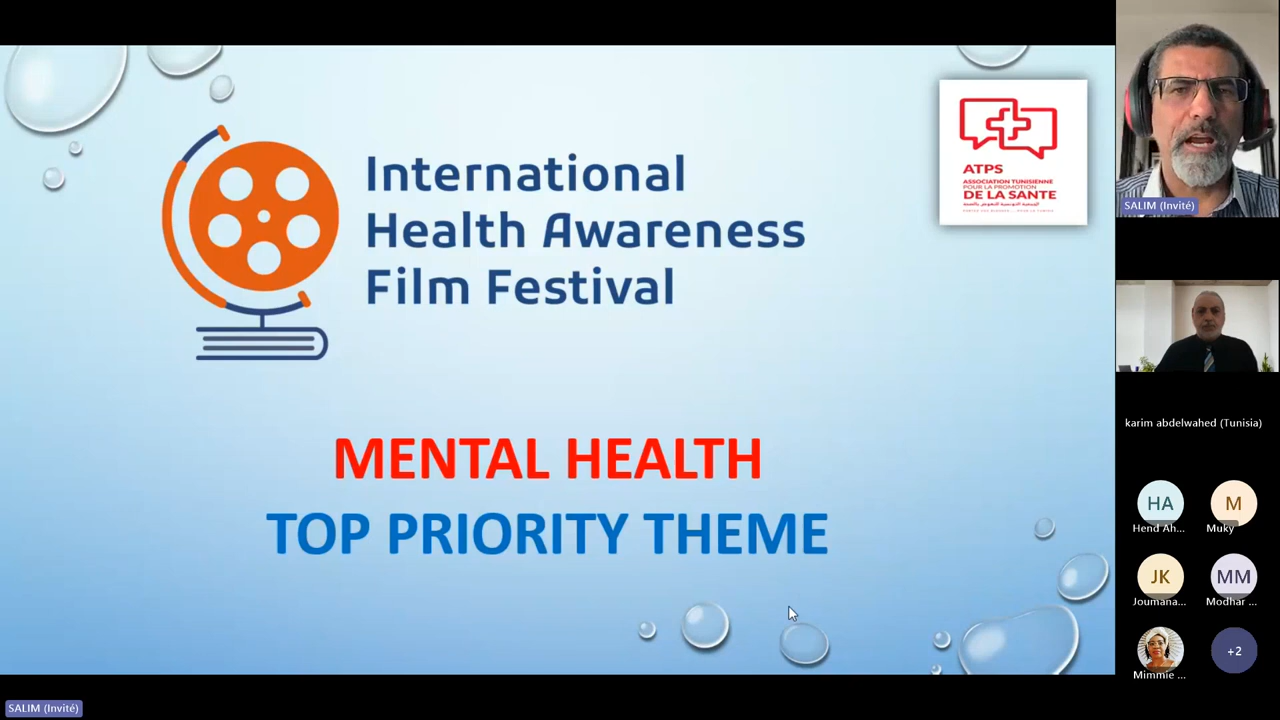 International
Health Awareness
Film Festival
ATPS
ASSOCIATION TUNISIENNE
POUR LA PROMOTION
DE LA SANTE
MENTAL HEALTH
TOP PRIORITY THEME
SALIM (Invité)
karim abdelwahed (Tunisia)
HA
Hend Ah...
M
Muky
JK
Joumana...
MM
Modhar ...
Mimmie ...
+2
SALIM (Invité)